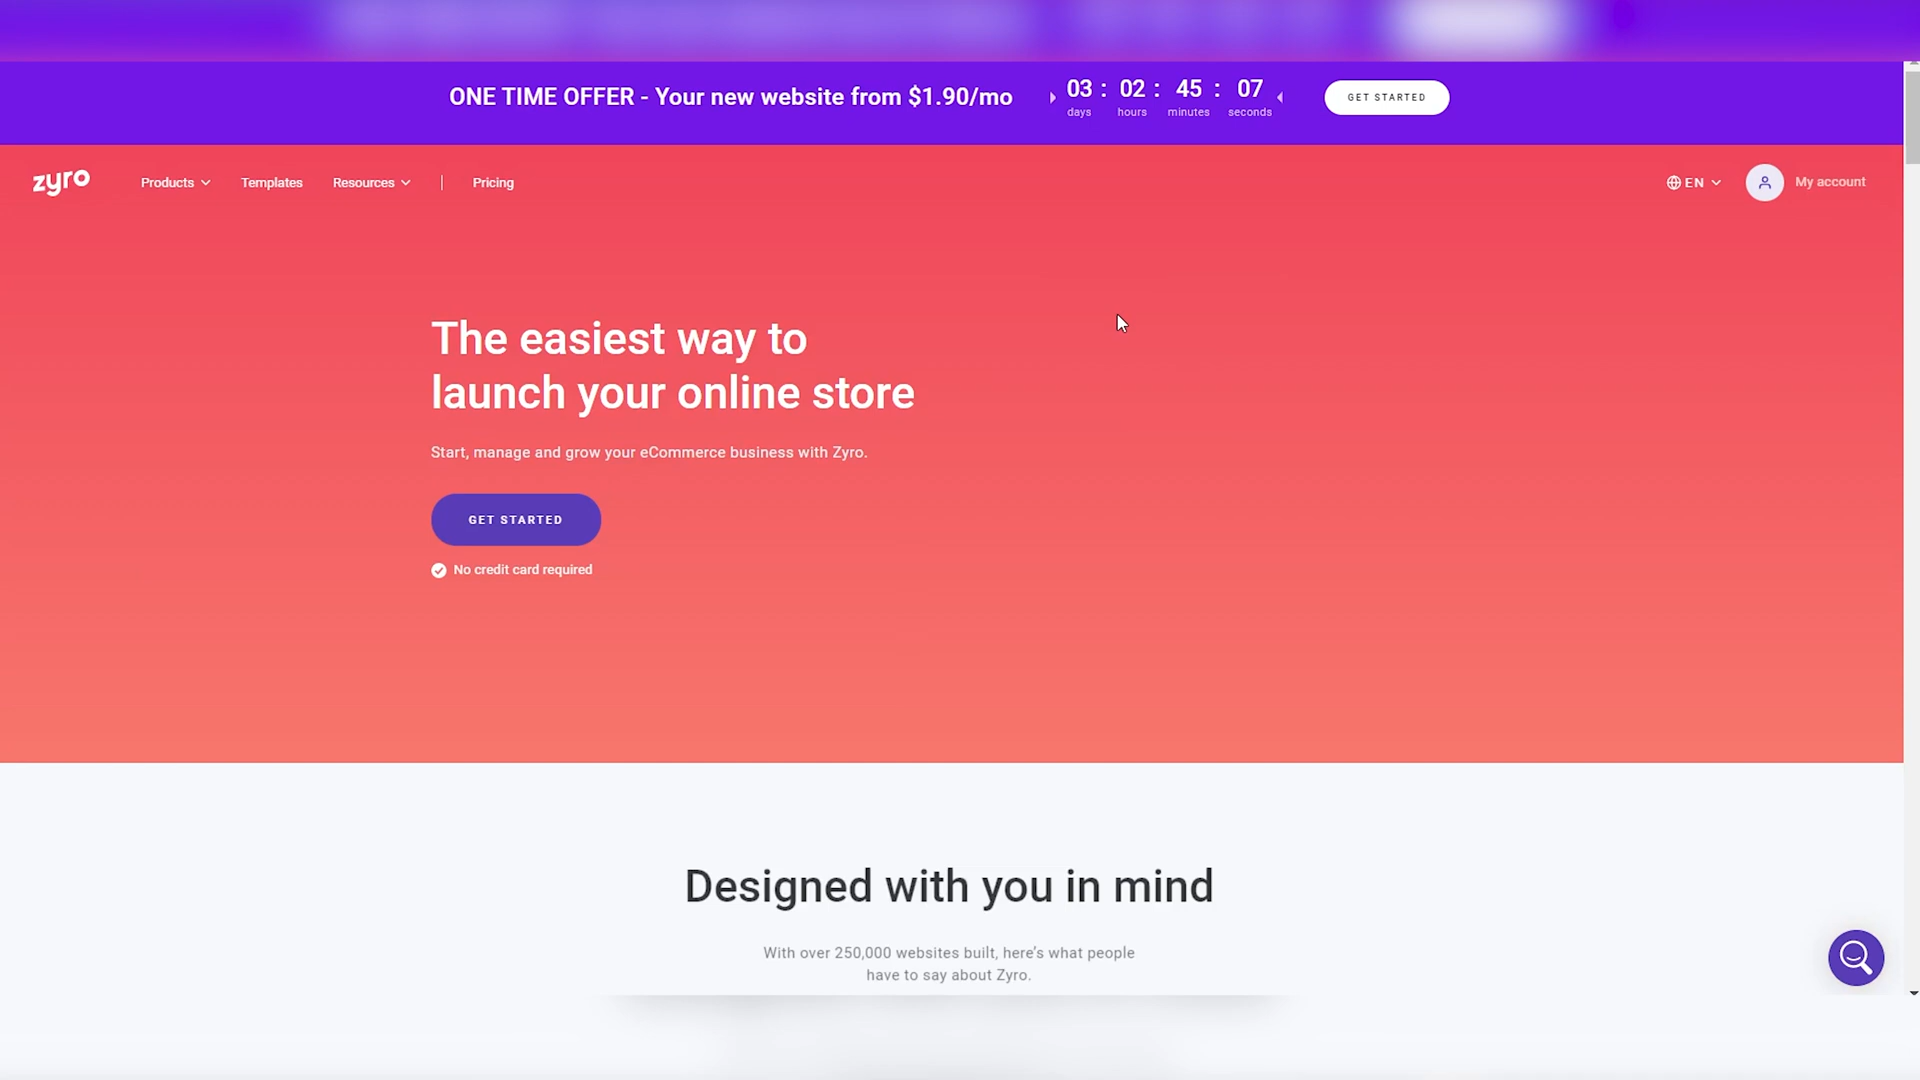 ONE TIME OFFER - Your new website from $1.90/mo
03 : 02 : 45 : 07
days hours minutes seconds
GET STARTED
zyro
Products
Templates
Resources
Pricing
EN
My account
The easiest way to
launch your online store
Start, manage and grow your eCommerce business with Zyro.
GET STARTED
No credit card required
Designed with you in mind
With over 250,000 websites built, here's what people
have to say about Zyro.